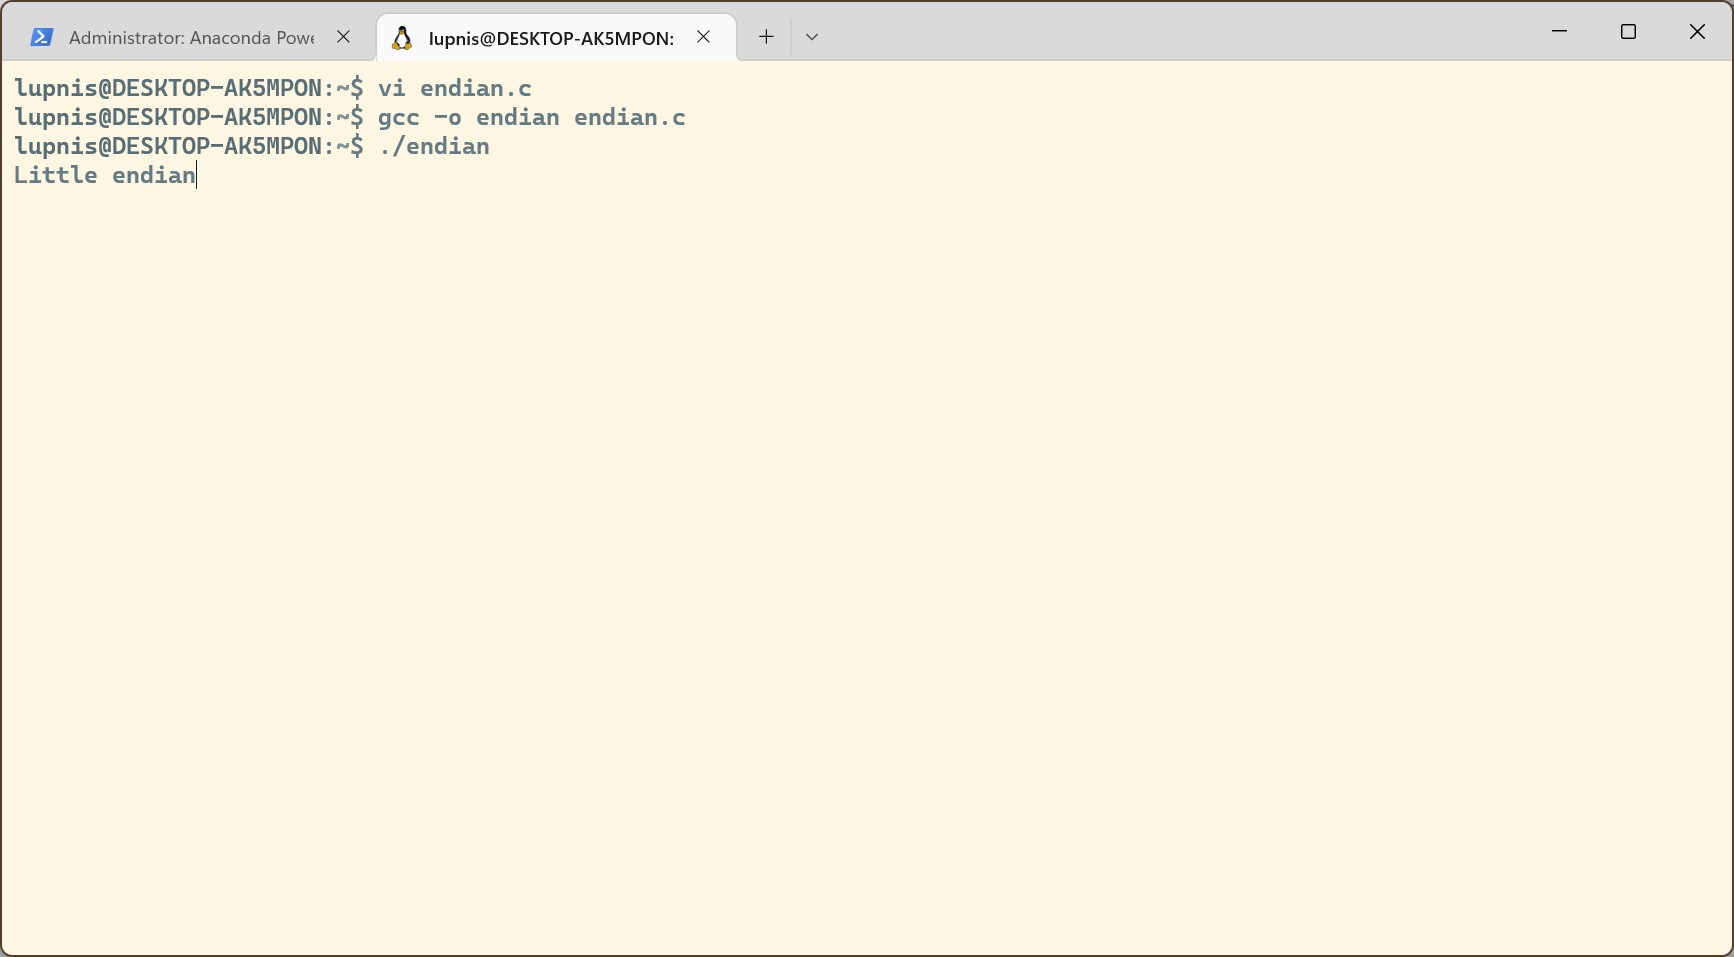 Administrator: Anaconda Powe
lupnis@DESKTOP-AK5MPON:
lupnis@DESKTOP-AK5MPON:~$ vi endian.c
lupnis@DESKTOP-AK5MPON:~$ gcc -o endian endian.c
lupnis@DESKTOP-AK5MPON:~$ ./endian
Little endian